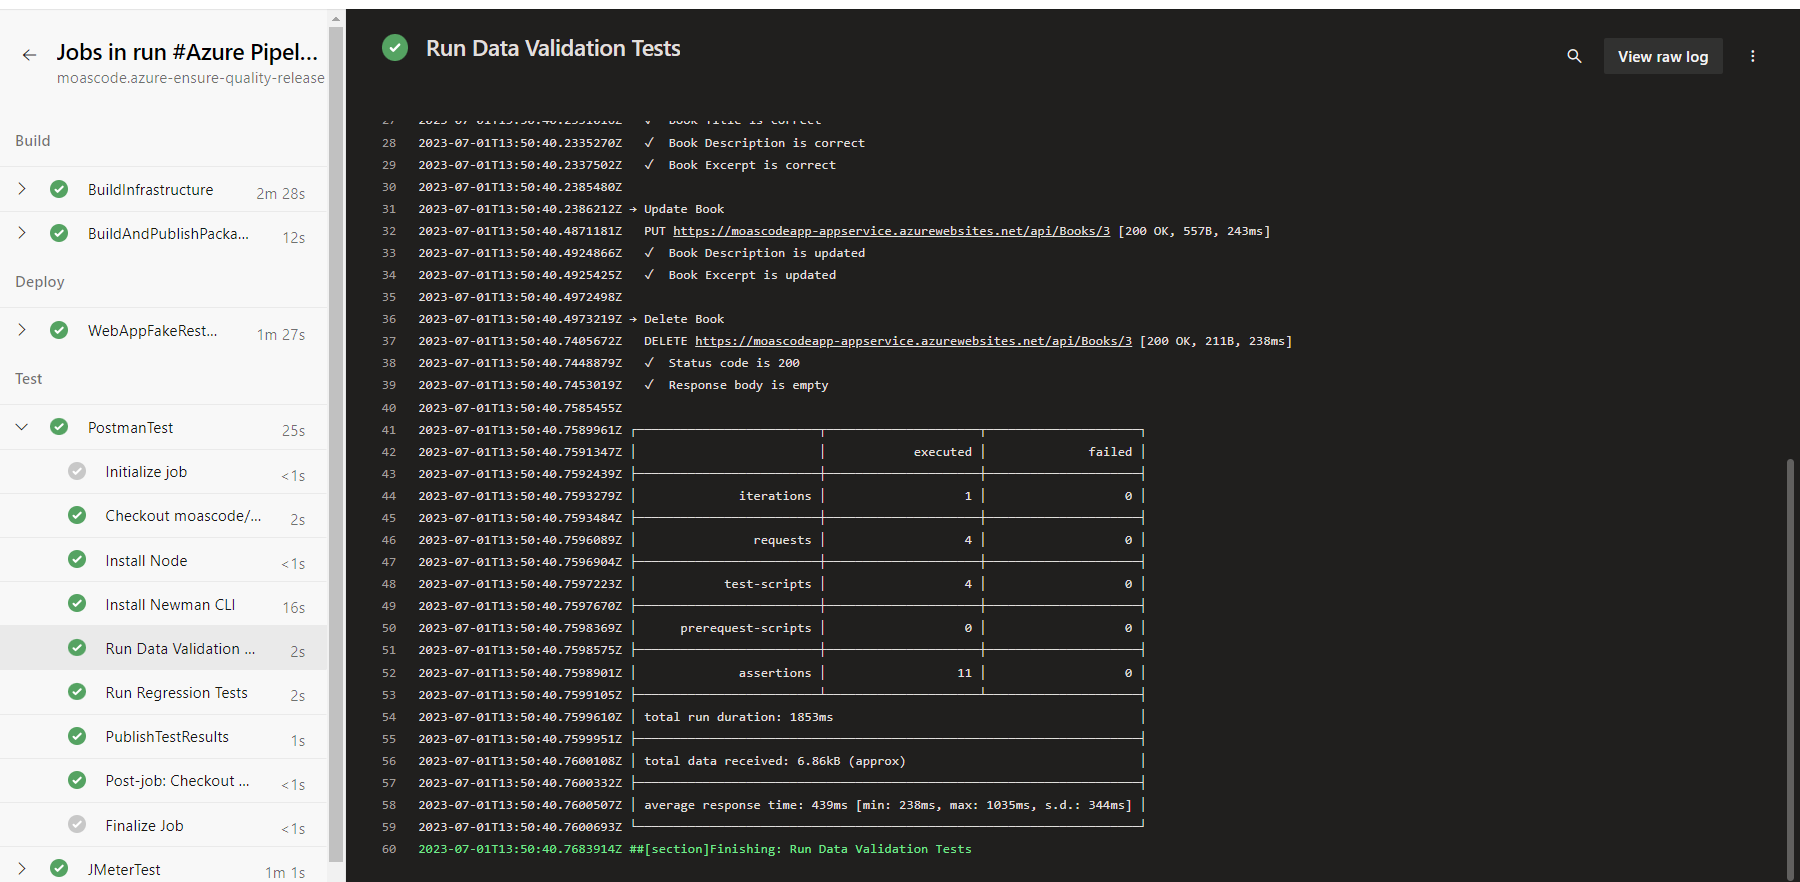 Jobs in run #Azure Pipel...
moascode.azure-ensure-quality-release
Build
BuildInfrastructure 2m 28s
BuildAndPublishPacka... 12s
Deploy
WebAppFakeRest... 1m 27s
Test
PostmanTest 25s
Initialize job <1s
Checkout moascode/... 2s
Install Node <1s
Install Newman CLI 16s
Run Data Validation ... 2s
Run Regression Tests 2s
PublishTestResults 1s
Post-job: Checkout ... <1s
Finalize Job <1s
JMeterTest 1m 1s
Run Data Validation Tests
View raw log
Book Title is correct
28 2023-07-01T13:50:40.2335270Z ✓ Book Description is correct
29 2023-07-01T13:50:40.2337502Z ✓ Book Excerpt is correct
30 2023-07-01T13:50:40.2385480Z
31 2023-07-01T13:50:40.2386212Z → Update Book
32 2023-07-01T13:50:40.4871181Z PUT https://moascodeapp-appservice.azurewebsites.net/api/Books/3 [200 OK, 557B, 243ms]
33 2023-07-01T13:50:40.4924866Z ✓ Book Description is updated
34 2023-07-01T13:50:40.4925425Z ✓ Book Excerpt is updated
35 2023-07-01T13:50:40.4972498Z
36 2023-07-01T13:50:40.4973219Z → Delete Book
37 2023-07-01T13:50:40.7405672Z DELETE https://moascodeapp-appservice.azurewebsites.net/api/Books/3 [200 OK, 211B, 238ms]
38 2023-07-01T13:50:40.7448879Z ✓ Status code is 200
39 2023-07-01T13:50:40.7453019Z ✓ Response body is empty
40 2023-07-01T13:50:40.7585455Z
41 2023-07-01T13:50:40.7589961Z
42 2023-07-01T13:50:40.7591347Z executed failed
43 2023-07-01T13:50:40.7592439Z
44 2023-07-01T13:50:40.7593279Z iterations 1 0
45 2023-07-01T13:50:40.7593484Z
46 2023-07-01T13:50:40.7596089Z requests 4 0
47 2023-07-01T13:50:40.7596904Z
48 2023-07-01T13:50:40.7597223Z test-scripts 4 0
49 2023-07-01T13:50:40.7597670Z
50 2023-07-01T13:50:40.7598369Z prerequest-scripts 0 0
51 2023-07-01T13:50:40.7598575Z
52 2023-07-01T13:50:40.7598901Z assertions 11 0
53 2023-07-01T13:50:40.7599105Z
54 2023-07-01T13:50:40.7599610Z total run duration: 1853ms
55 2023-07-01T13:50:40.7599951Z
56 2023-07-01T13:50:40.7600108Z total data received: 6.86kB (approx)
57 2023-07-01T13:50:40.7600332Z
58 2023-07-01T13:50:40.7600507Z average response time: 439ms [min: 238ms, max: 1035ms, s.d.: 344ms]
59 2023-07-01T13:50:40.7600693Z
60 2023-07-01T13:50:40.7683914Z ##[section]Finishing: Run Data Validation Tests